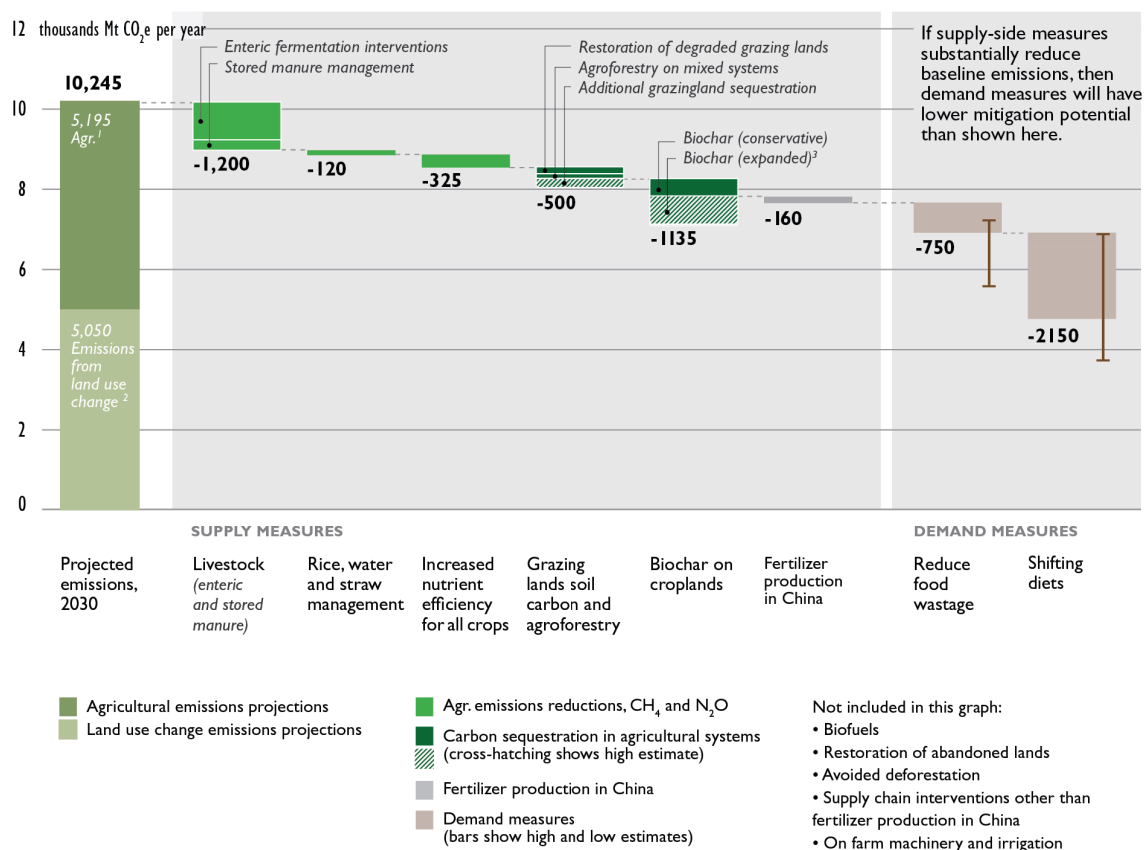 12 thousands Mt CO2e per year
10
8
6
4
2
0
10,245
5,195
Agr.1
5,050
Emissions
from
land use
change 2
Enteric fermentation interventions
Stored manure management
-1,200
-120
-325
Restoration of degraded grazing lands
Agroforestry on mixed systems
Additional grazingland sequestration
-500
Biochar (conservative)
Biochar (expanded)3
-1135
-160
If supply-side measures
substantially reduce
baseline emissions, then
demand measures will have
lower mitigation potential
than shown here.
-750
-2150
SUPPLY MEASURES
DEMAND MEASURES
Projected
emissions,
2030
Livestock
(enteric
and stored
manure)
Rice, water
and straw
management
Increased
nutrient
efficiency
for all crops
Grazing
lands soil
carbon and
agroforestry
Biochar on
croplands
Fertilizer
production
in China
Reduce
food
wastage
Shifting
diets
Agricultural emissions projections
Land use change emissions projections
Agr. emissions reductions, CH4 and N2O
Carbon sequestration in agricultural systems
(cross-hatching shows high estimate)
Fertilizer production in China
Demand measures
(bars show high and low estimates)
Not included in this graph:
• Biofuels
• Restoration of abandoned lands
• Avoided deforestation
• Supply chain interventions other than
fertilizer production in China
• On farm machinery and irrigation